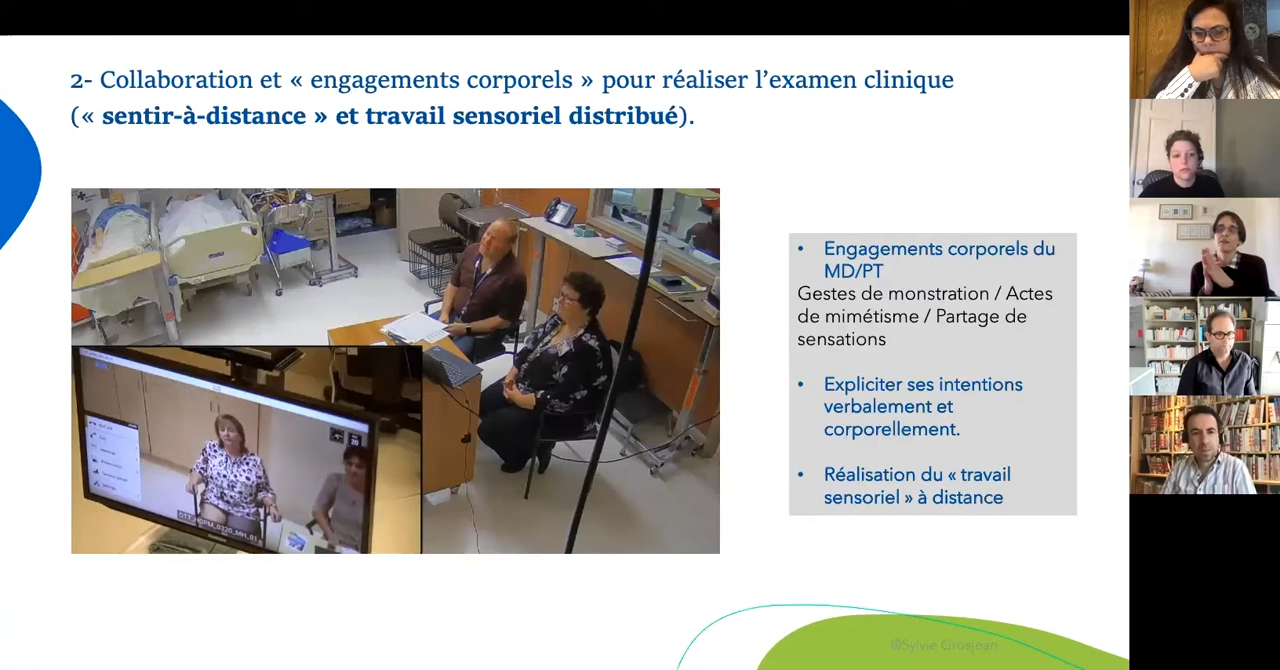 2- Collaboration et « engagements corporels » pour réaliser l'examen clinique
(« sentir-à-distance » et travail sensoriel distribué).
• Engagements corporels du
MD/PT
Gestes de monstration / Actes
de mimétisme / Partage de
sensations
• Expliciter ses intentions
verbalement et
corporellement.
• Réalisation du « travail
sensoriel » à distance
@Sylvie Grosjean